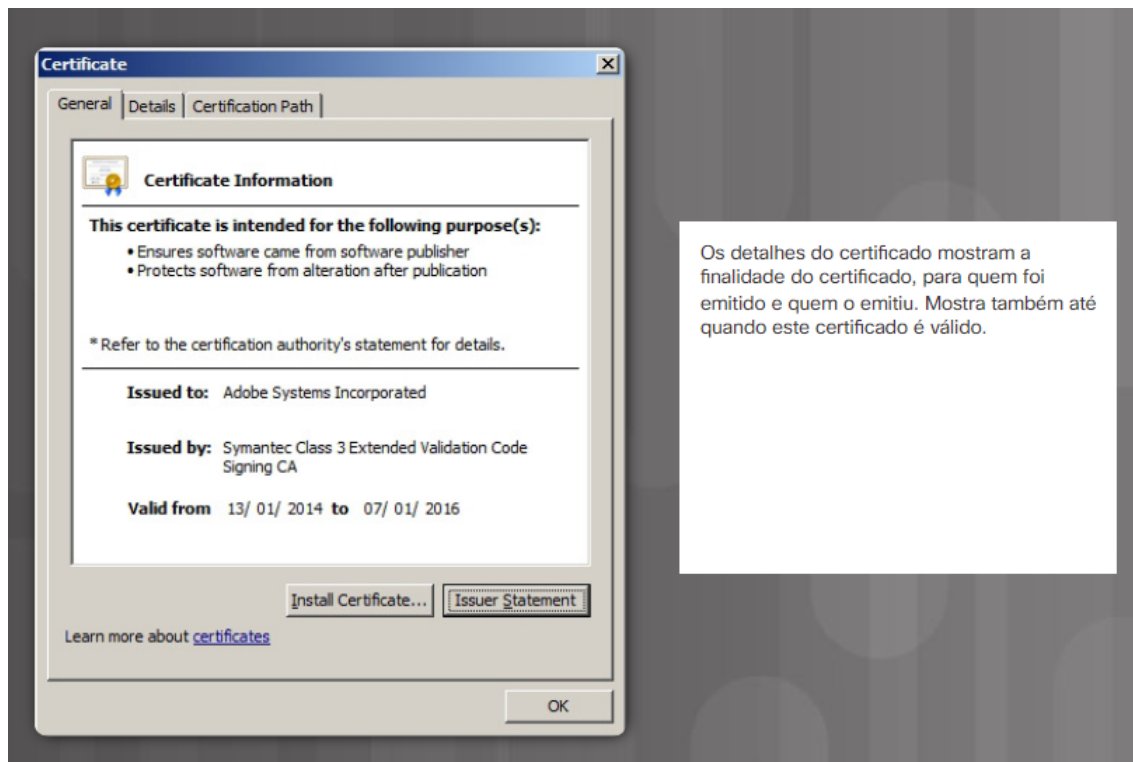 Certificate
General Details Certification Path
Certificate Information
This certificate is intended for the following purpose(s):
• Ensures software came from software publisher
• Protects software from alteration after publication
* Refer to the certification authority's statement for details.
Issued to: Adobe Systems Incorporated
Issued by: Symantec Class 3 Extended Validation Code
Signing CA
Valid from 13/ 01/ 2014 to 07/ 01/ 2016
Install Certificate... Issuer Statement
Learn more about certificates
OK
Os detalhes do certificado mostram a
finalidade do certificado, para quem foi
emitido e quem o emitiu. Mostra também até
quando este certificado é válido.